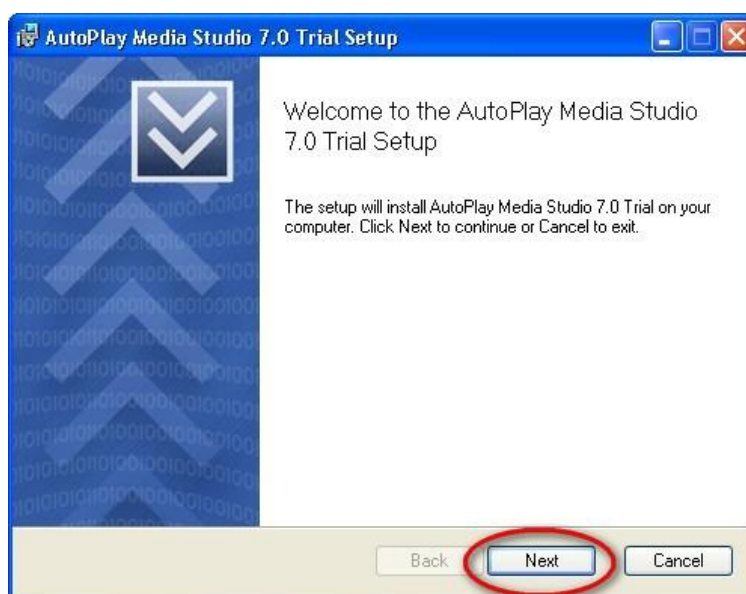 AutoPlay Media Studio 7.0 Trial Setup
Welcome to the AutoPlay Media Studio
7.0 Trial Setup
The setup will install AutoPlay Media Studio 7.0 Trial on your
computer. Click Next to continue or Cancel to exit.
Back Next Cancel